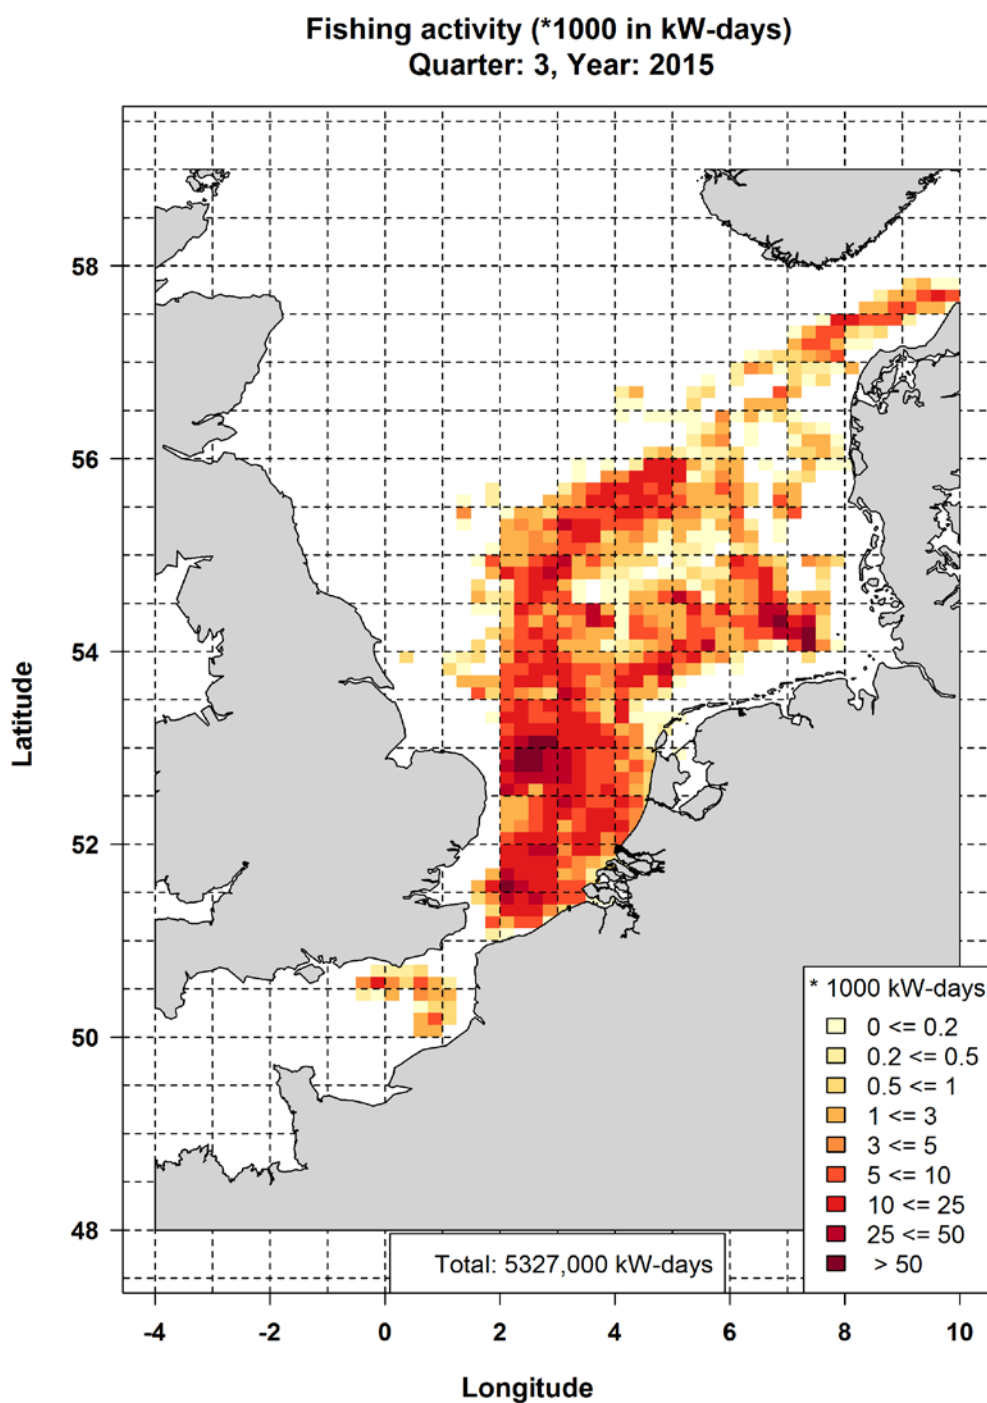 Fishing activity (*1000 in kW-days)
Quarter: 3, Year: 2015
Latitude
58
56
54
52
50
48
* 1000 kW-days
0 <= 0.2
0.2 <= 0.5
0.5 <= 1
1 <= 3
3 <= 5
5 <= 10
10 <= 25
25 <= 50
> 50
Total: 5327,000 kW-days
-4 -2 0 2 4 6 8 10
Longitude